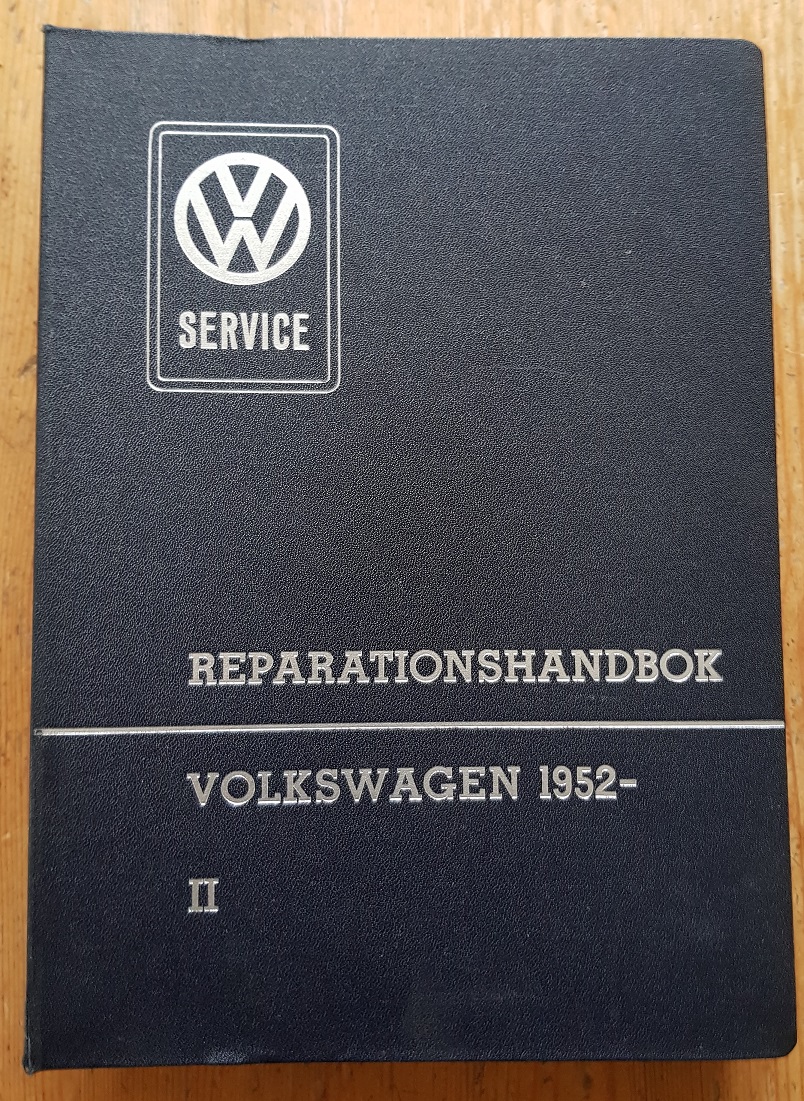 VW
SERVICE
REPARATIONSHANDBOK
VOLKSWAGEN 1952-
II